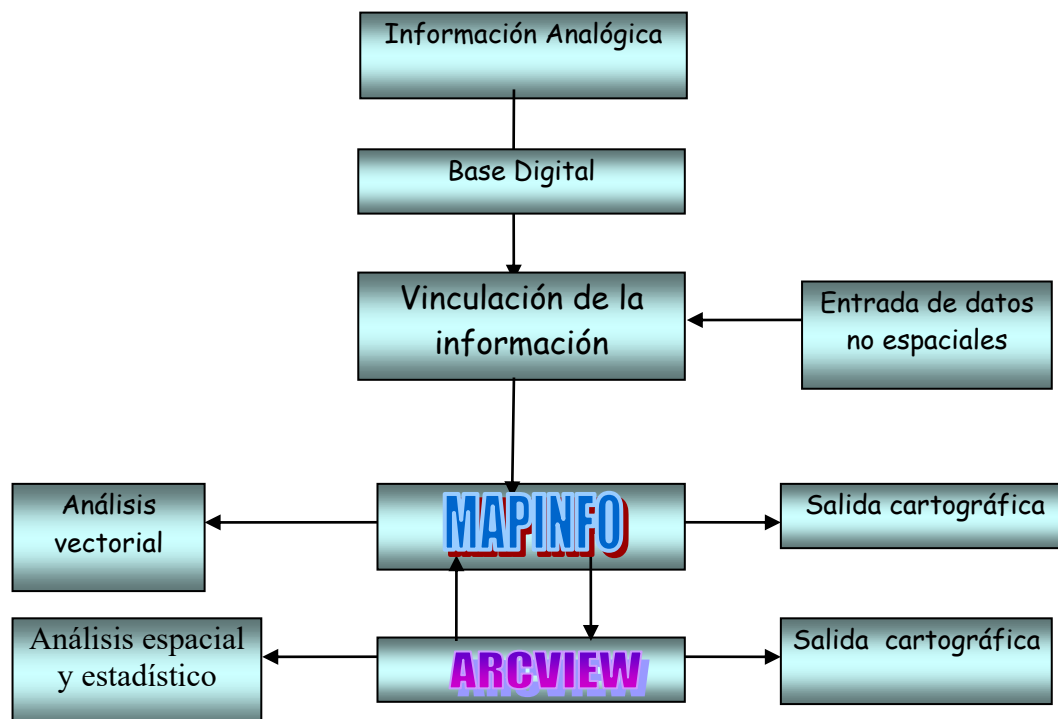 Información Analógica
Base Digital
Vinculación de la
información
Entrada de datos
no espaciales
Análisis
vectorial
MAPINFO
Salida cartográfica
Análisis espacial
y estadístico
ARCVIEW
Salida cartográfica